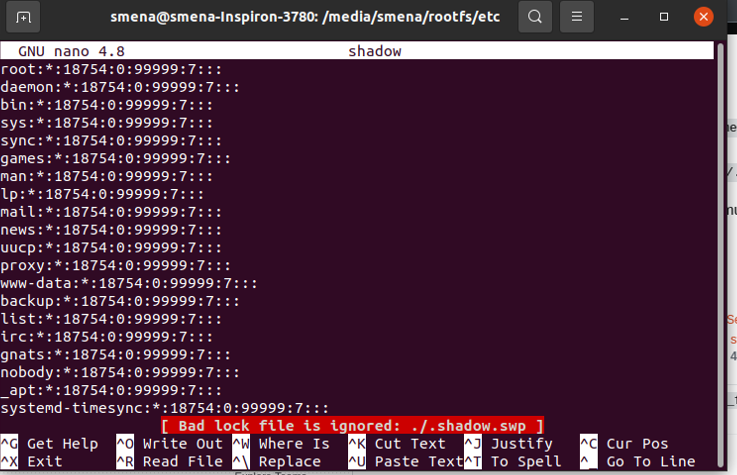 smena@smena-Inspiron-3780: /media/smena/rootfs/etc
GNU nano 4.8 shadow
root:*:18754:0:99999:7:::
daemon:*:18754:0:99999:7:::
bin:*:18754:0:99999:7:::
sys:*:18754:0:99999:7:::
sync:*:18754:0:99999:7:::
games:*:18754:0:99999:7:::
man:*:18754:0:99999:7:::
lp:*:18754:0:99999:7:::
mail:*:18754:0:99999:7:::
news:*:18754:0:99999:7:::
uucp:*:18754:0:99999:7:::
proxy:*:18754:0:99999:7:::
www-data:*:18754:0:99999:7:::
backup:*:18754:0:99999:7:::
list:*:18754:0:99999:7:::
irc:*:18754:0:99999:7:::
gnats:*:18754:0:99999:7:::
nobody:*:18754:0:99999:7:::
_apt:*:18754:0:99999:7:::
systemd-timesync:*:18754:0:99999:7:::
[ Bad lock file is ignored: ./.shadow.swp ]
^G Get Help ^O Write Out ^W Where Is ^K Cut Text ^J Justify ^C Cur Pos
^X Exit ^R Read File ^\ Replace ^U Paste Text ^T To Spell ^_ Go To Line